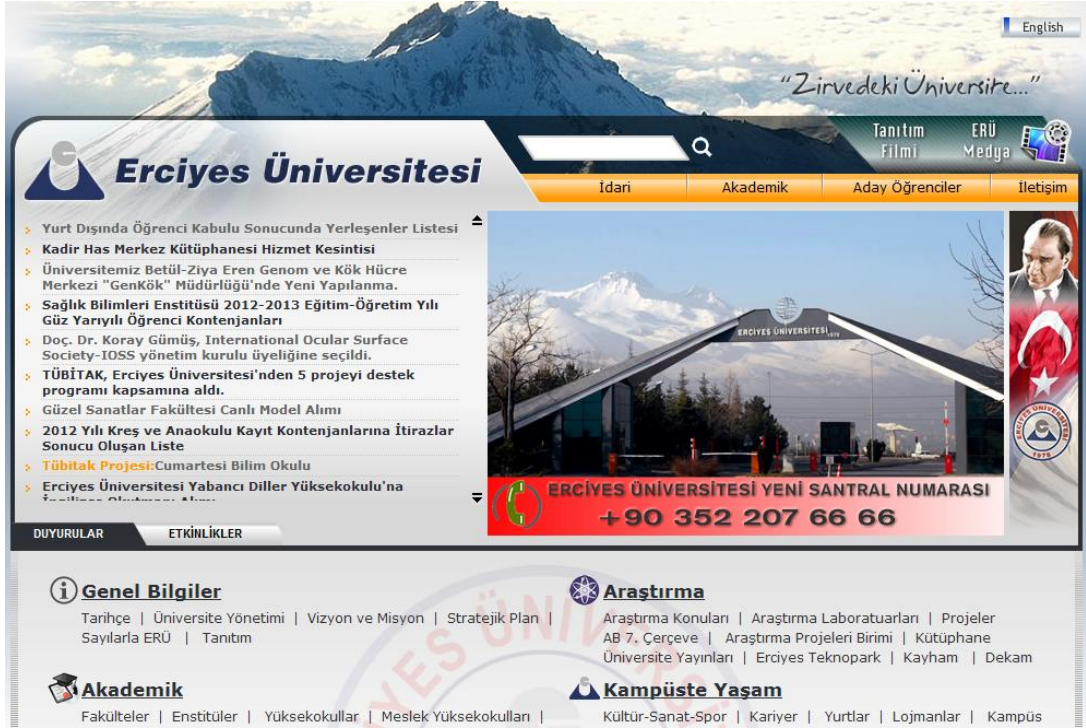 English
“Zirvedeki Üniversite...”
Tanıtım Filmi
ERÜ Medya
Erciyes Üniversitesi
İdari
Akademik
Aday Öğrenciler
İletişim
Yurt Dışında Öğrenci Kabulu Sonucunda Yerleşenler Listesi
Kadir Has Merkez Kütüphanesi Hizmet Kesintisi
Üniversitemiz Betül-Ziya Eren Genom ve Kök Hücre
Merkezi "GenKök" Müdürlüğü'nde Yeni Yapılanma.
Sağlık Bilimleri Enstitüsü 2012-2013 Eğitim-Öğretim Yılı
Güz Yarıyılı Öğrenci Kontenjanları
Doç. Dr. Koray Gümüş, International Ocular Surface
Society-IOSS yönetim kurulu üyeliğine seçildi.
TÜBİTAK, Erciyes Üniversitesi'nden 5 projeyi destek
programı kapsamına aldı.
Güzel Sanatlar Fakültesi Canlı Model Alımı
2012 Yılı Kreş ve Anaokulu Kayıt Kontenjanlarına İtirazlar
Sonucu Oluşan Liste
Tübitak Projesi:Cumartesi Bilim Okulu
Erciyes Üniversitesi Yabancı Diller Yüksekokulu'na
ERCİYES ÜNİVERSİTESİ
1978
ERCİYES ÜNİVERSİTESİ YENİ SANTRAL NUMARASI
+90 352 207 66 66
DUYURULAR
ETKİNLİKLER
Genel Bilgiler
Tarihçe | Üniversite Yönetimi | Vizyon ve Misyon | Stratejik Plan |
Sayılarla ERÜ | Tanıtım
Araştırma
Araştırma Konuları | Araştırma Laboratuarları | Projeler
AB 7. Çerçeve | Araştırma Projeleri Birimi | Kütüphane
Üniversite Yayınları | Erciyes Teknopark | Kayham | Dekam
Akademik
Fakülteler | Enstitüler | Yüksekokullar | Meslek Yüksekokulları |
Kampüste Yaşam
Kültür-Sanat-Spor | Kariyer | Yurtlar | Lojmanlar | Kampüs